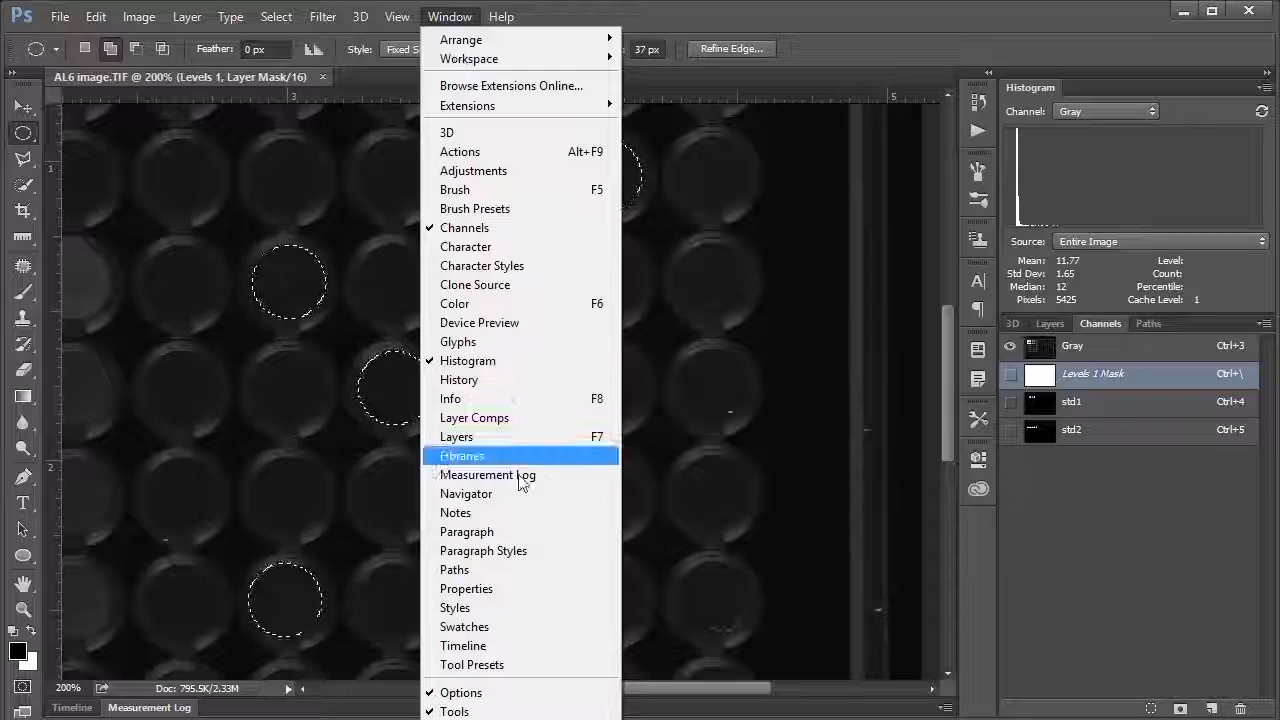 Ps File Edit Image Layer Type Select Filter 3D View Window Help
Feather: 0 px Style: Fixed S 37 px Refine Edge...
AL6 image.TIF @ 200% (Levels 1, Layer Mask/16) ×
3 5
1
2
Arrange
Workspace
Browse Extensions Online...
Extensions
3D
Actions Alt+F9
Adjustments
Brush F5
Brush Presets
Channels
Character
Character Styles
Clone Source
Color F6
Device Preview
Glyphs
Histogram
History
Info F8
Layer Comps
Layers F7
Libraries
Measurement Log
Navigator
Notes
Paragraph
Paragraph Styles
Paths
Properties
Styles
Swatches
Timeline
Tool Presets
Options
Tools
Histogram
Channel: Gray
Source: Entire Image
Mean: 11.77 Level:
Std Dev: 1.65 Count:
Median: 12 Percentile:
Pixels: 5425 Cache Level: 1
3D Layers Channels Paths
Gray Ctrl+3
Levels 1 Mask Ctrl+\
std1 Ctrl+4
std2 Ctrl+5
200% Doc: 795.5K/2.33M
Timeline Measurement Log